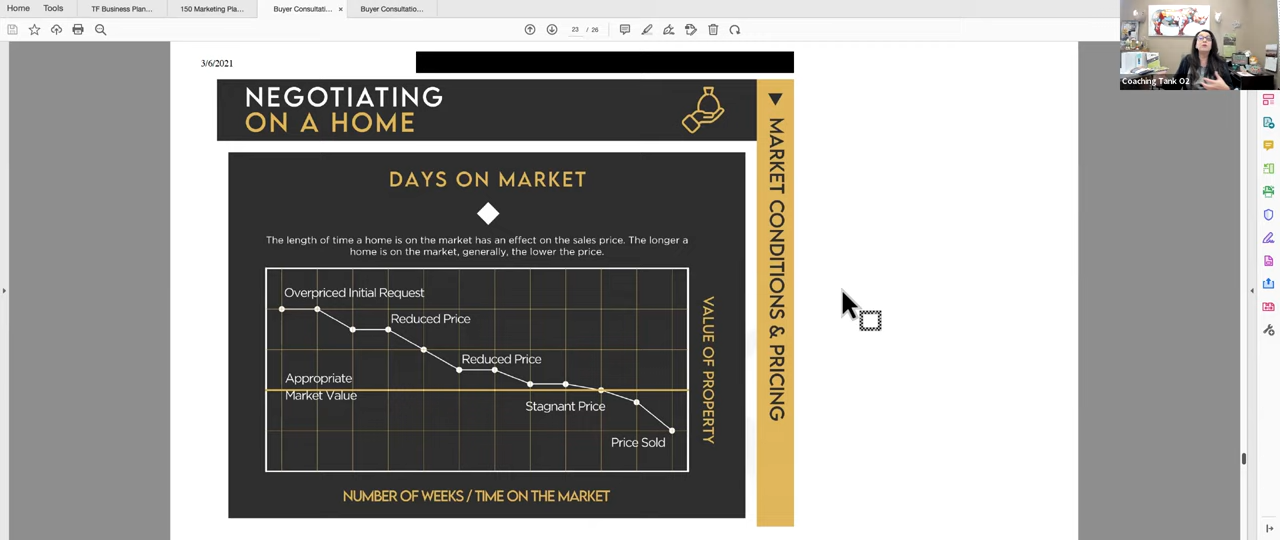 Home
Tools
TF Business Plan...
150 Marketing Pla...
Buyer Consultati... ×
Buyer Consultatio...
23 / 26
Coaching Tank 02
3/6/2021
NEGOTIATING
ON A HOME
MARKET CONDITIONS & PRICING
DAYS ON MARKET
The length of time a home is on the market has an effect on the sales price. The longer a
home is on the market, generally, the lower the price.
Overpriced Initial Request
Reduced Price
Reduced Price
Appropriate
Market Value
Stagnant Price
Price Sold
VALUE OF PROPERTY
NUMBER OF WEEKS / TIME ON THE MARKET